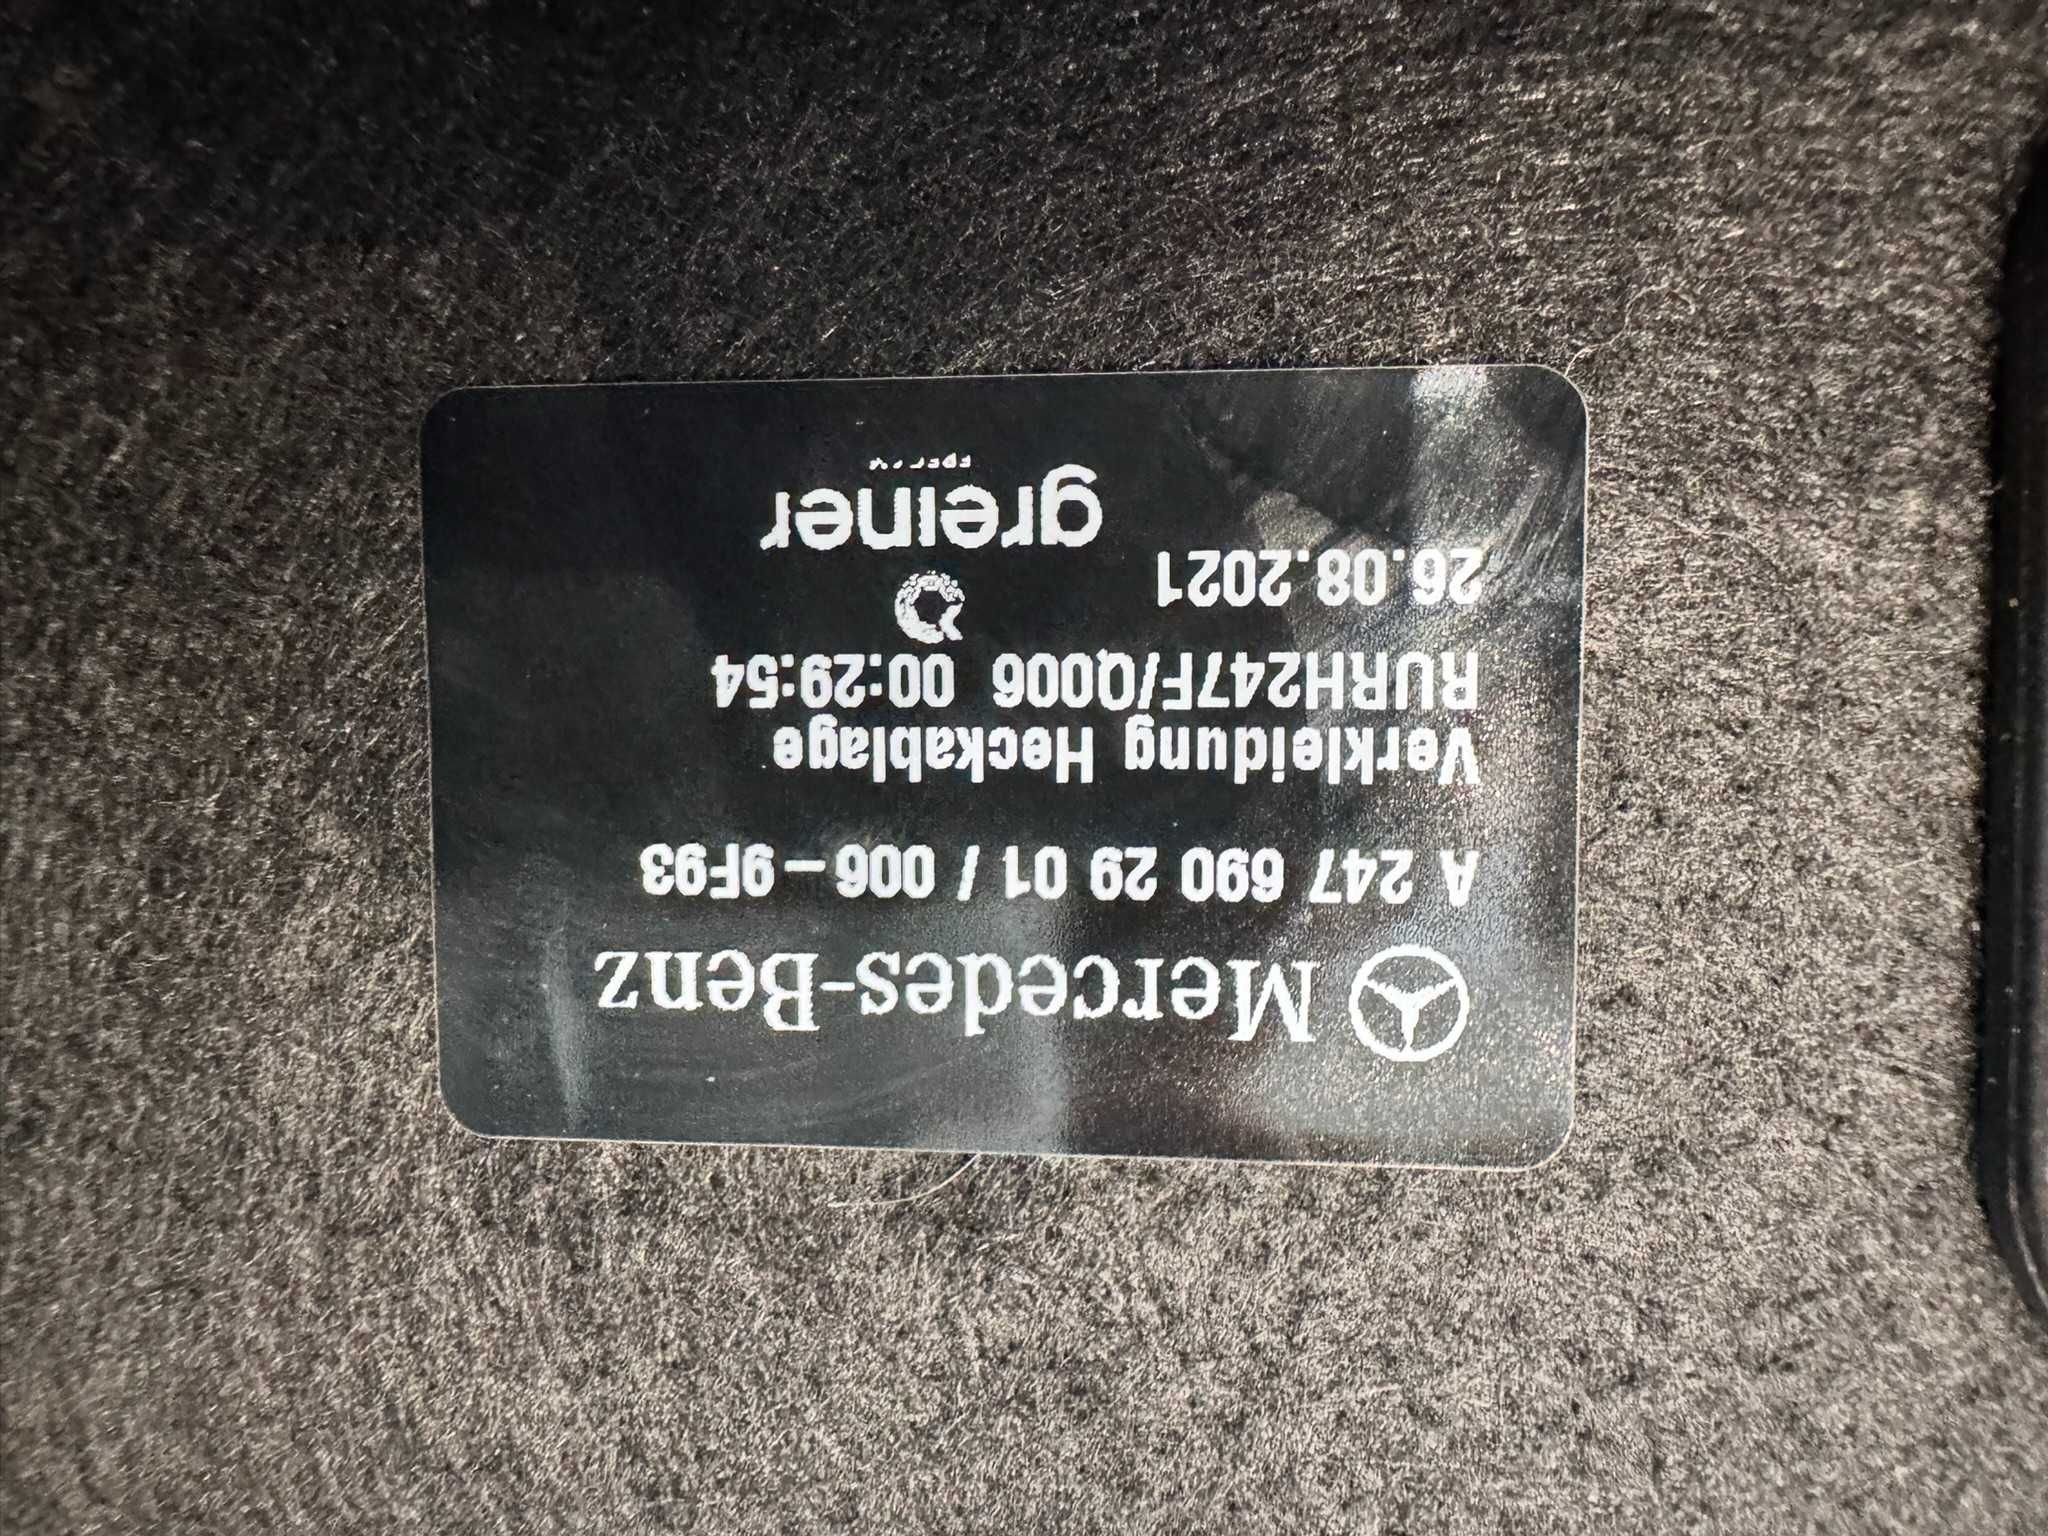 Mercedes-Benz
A 247 690 29 01 / 006-9F93
Verkleidung Heckablage
RURH247F/Q006 00:29:54
26.08.2021
greiner